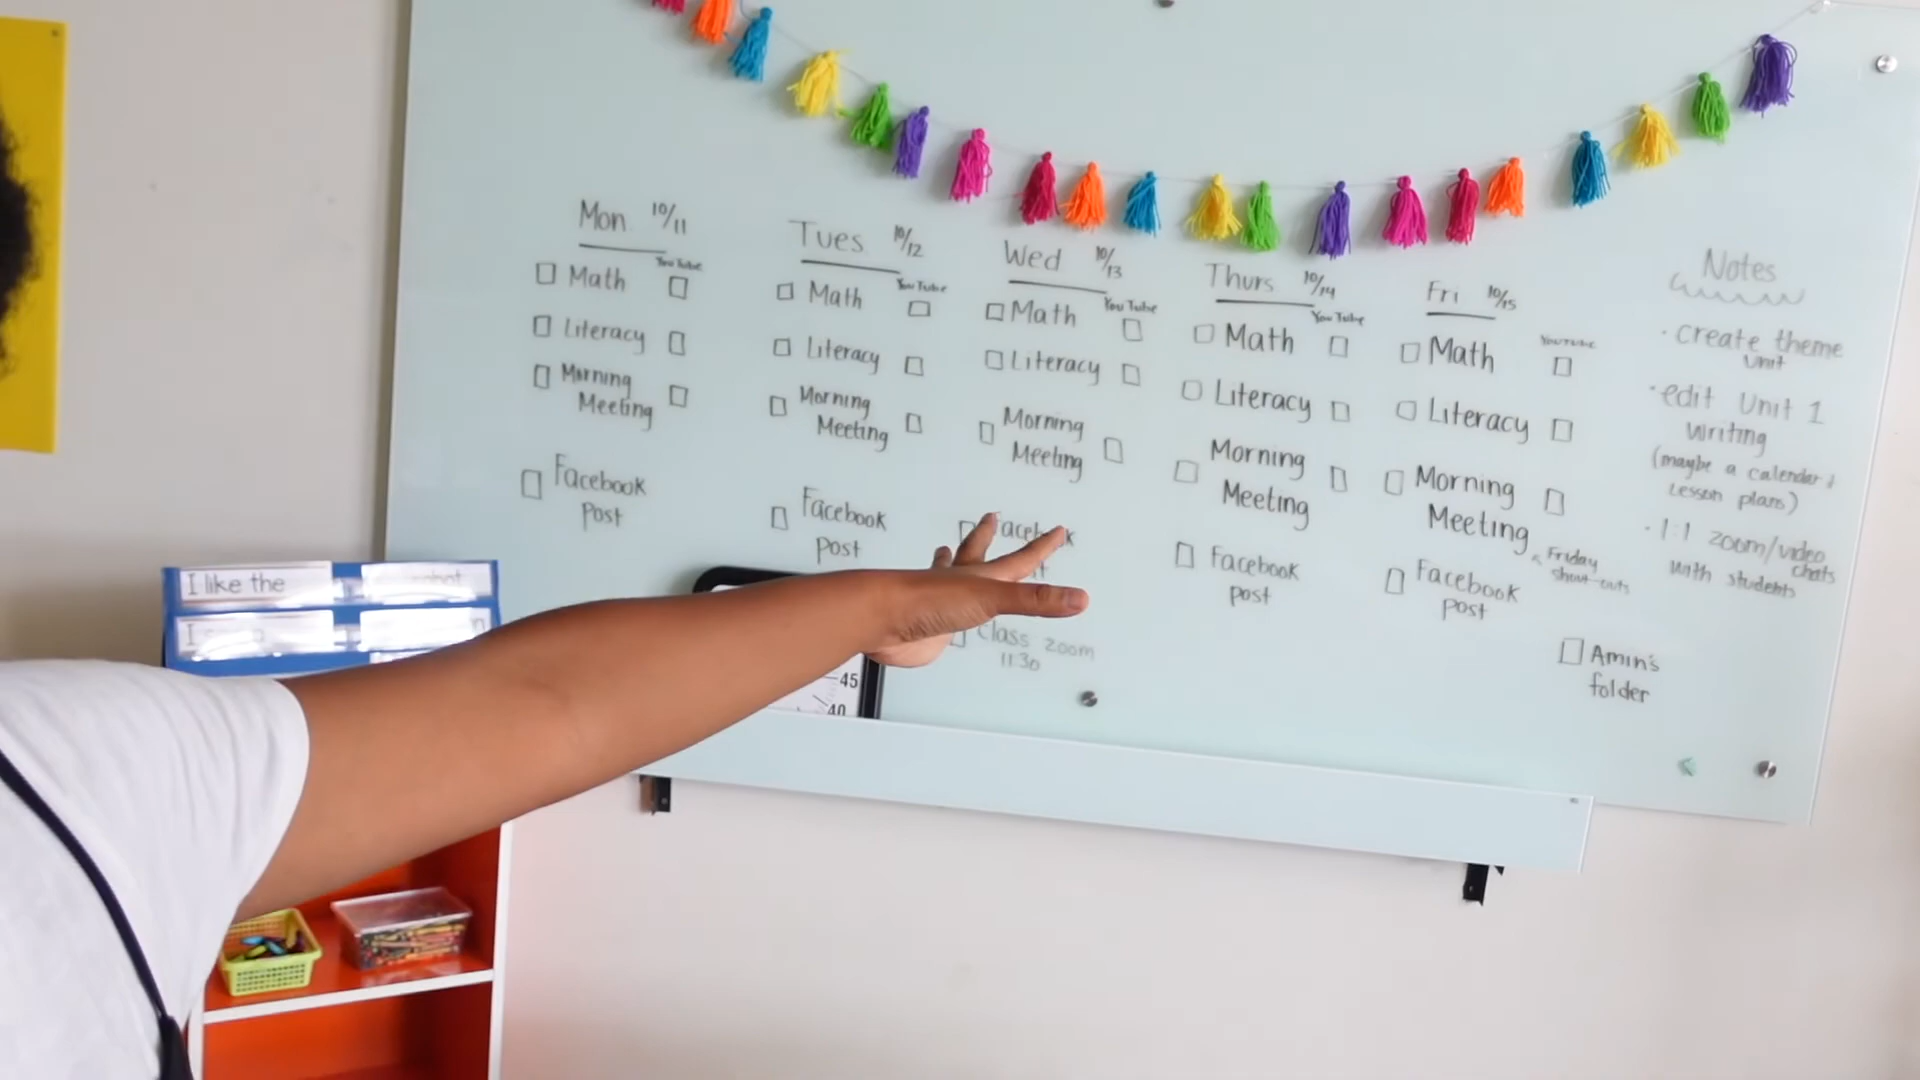 Mon 10/11
YouTube
Math
Literacy
Morning
Meeting
Facebook
post
Tues 10/12
YouTube
Math
Literacy
Morning
Meeting
Facebook
post
Wed 10/13
YouTube
Math
Literacy
Morning
Meeting
Facebook
Class zoom
11:30
Thurs 10/14
YouTube
Math
Literacy
Morning
Meeting
Facebook
post
Fri 10/15
YouTube
Math
Literacy
Morning
Meeting
Friday
shout-outs
Facebook
post
Amin's
folder
Notes
• create theme
Unit
• edit Unit 1
Writing
(maybe a calendar &
Lesson plans)
• 1:1 zoom/video
chats
with students
I like the
45
40